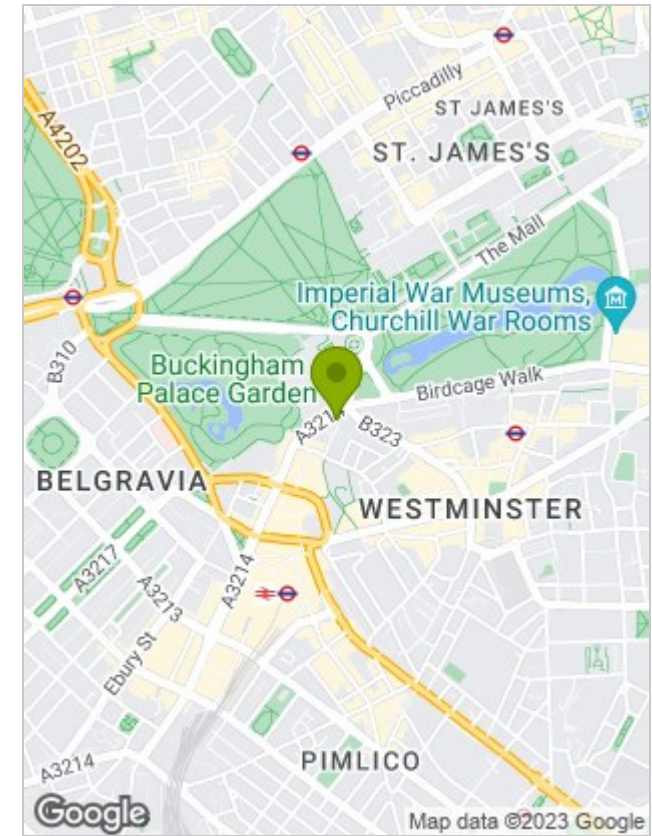 Piccadilly
ST JAMES'S
A4202
ST. JAMES'S
The Mall
Imperial War Museums,
Churchill War Rooms
B310
Buckingham
Palace Garden
Birdcage Walk
A3214
B323
BELGRAVIA
WESTMINSTER
A3217
A3213
A3214
Ebury St
PIMLICO
A3214
Google
Map data ©2023 Google